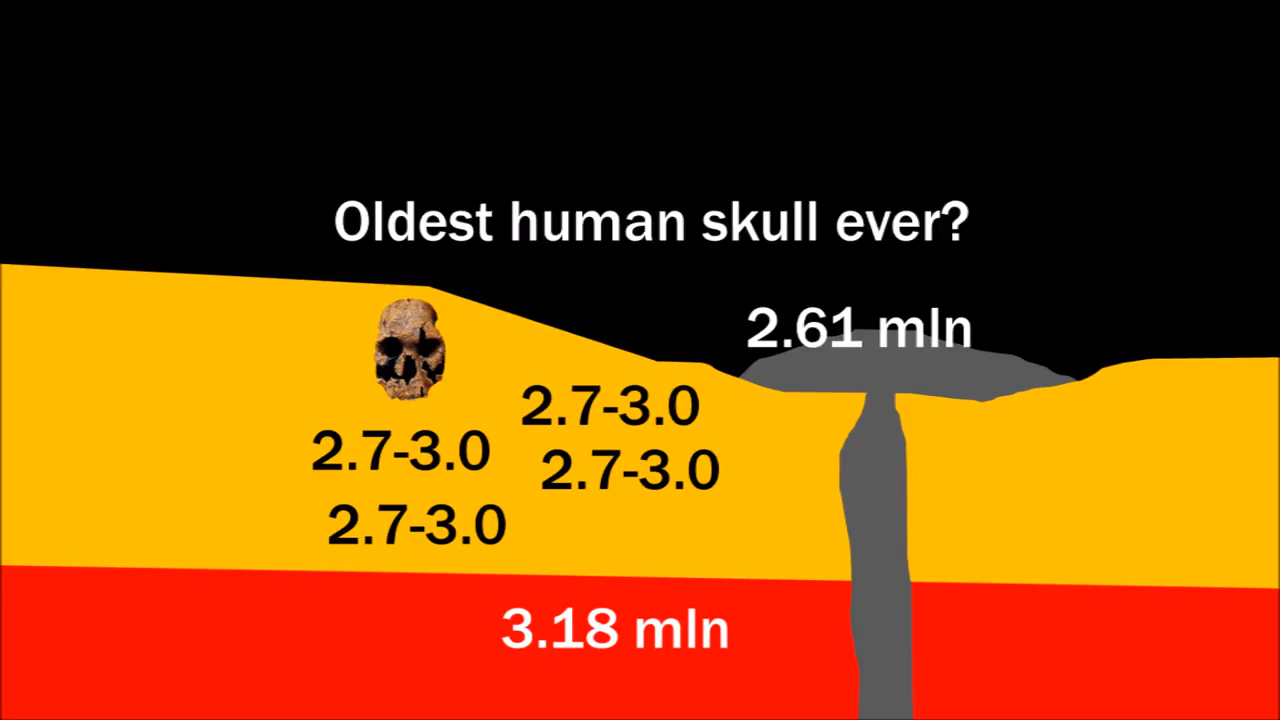 Oldest human skull ever?
2.61 mln
2.7-3.0
2.7-3.0
2.7-3.0
2.7-3.0
3.18 mln